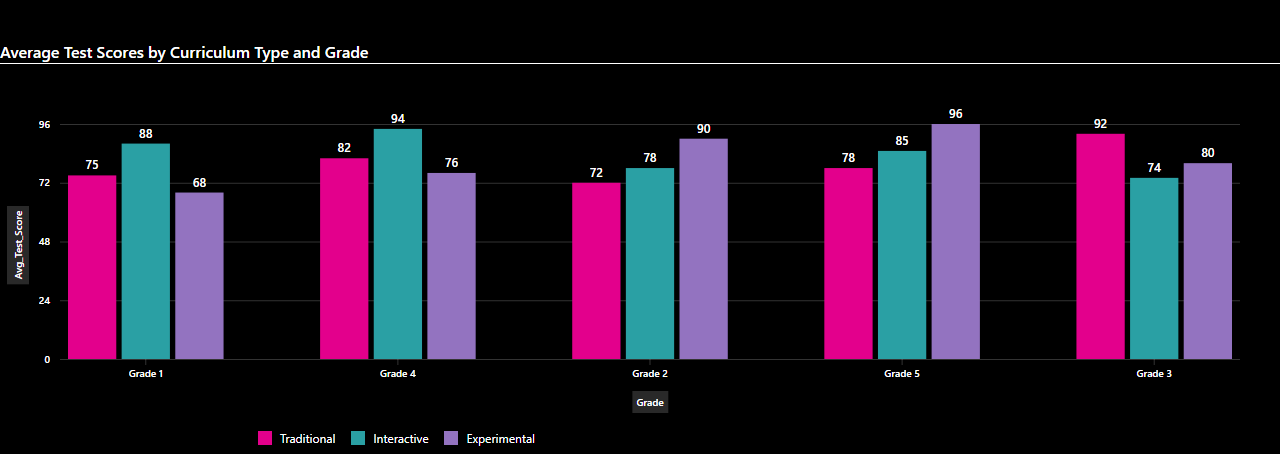 Average Test Scores by Curriculum Type and Grade
96
72
48
24
0
Avg_Test_Score
75
88
68
82
94
76
72
78
90
78
85
96
92
74
80
Grade 1
Grade 4
Grade 2
Grade 5
Grade 3
Grade
Traditional
Interactive
Experimental